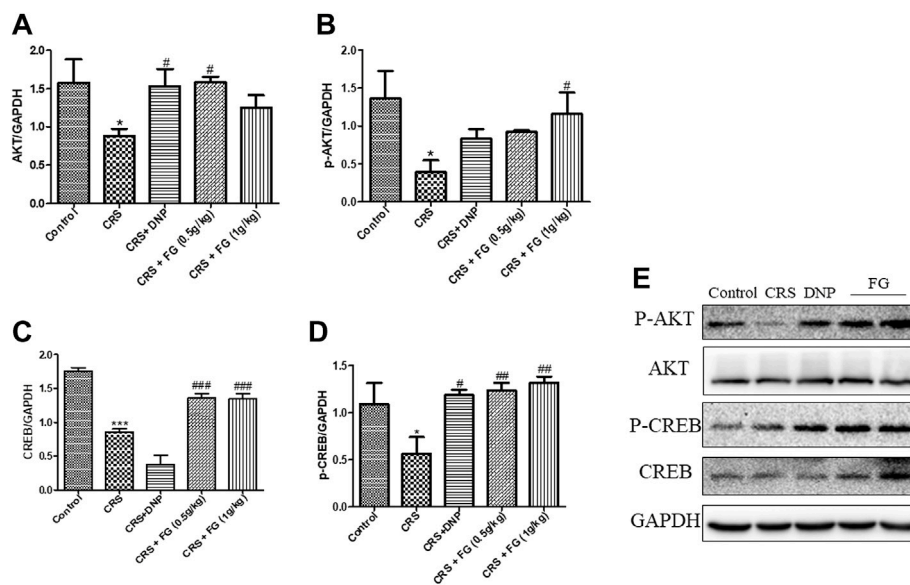 A
AKT/GAPDH
2.0
1.5
1.0
0.5
0.0
*
#
#
Control
CRS
CRS+DNP
CRS + FG (0.5g/kg)
CRS + FG (1g/kg)
B
p-AKT/GAPDH
2.0
1.5
1.0
0.5
0.0
*
#
Control
CRS
CRS+DNP
CRS + FG (0.5g/kg)
CRS + FG (1g/kg)
C
CREB/GAPDH
2.0
1.5
1.0
0.5
0.0
***
###
###
Control
CRS
CRS+DNP
CRS + FG (0.5g/kg)
CRS + FG (1g/kg)
D
p-CREB/GAPDH
1.5
1.0
0.5
0.0
*
#
##
##
Control
CRS
CRS+DNP
CRS + FG (0.5g/kg)
CRS + FG (1g/kg)
E
Control CRS DNP FG
P-AKT
AKT
P-CREB
CREB
GAPDH